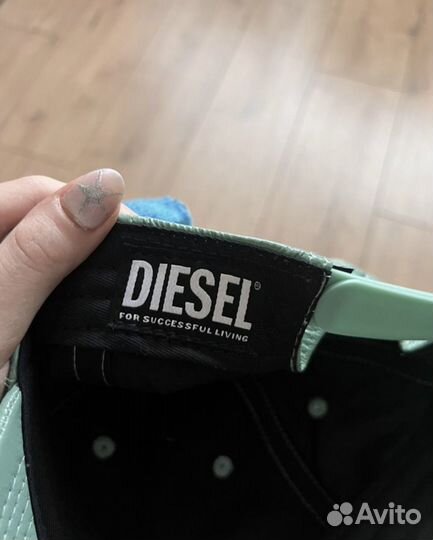 DIESEL®
FOR SUCCESSFUL LIVING
Avito